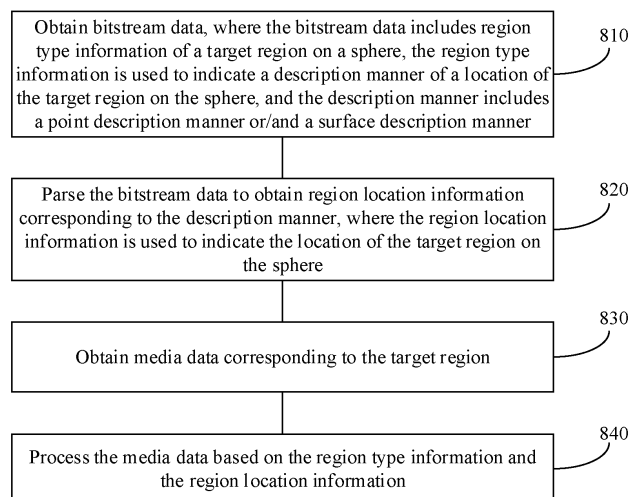 Obtain bitstream data, where the bitstream data includes region
type information of a target region on a sphere, the region type
information is used to indicate a description manner of a location of
the target region on the sphere, and the description manner includes
a point description manner or/and a surface description manner
810
Parse the bitstream data to obtain region location information
corresponding to the description manner, where the region location
information is used to indicate the location of the target region on
the sphere
820
Obtain media data corresponding to the target region
830
Process the media data based on the region type information and
the region location information
840